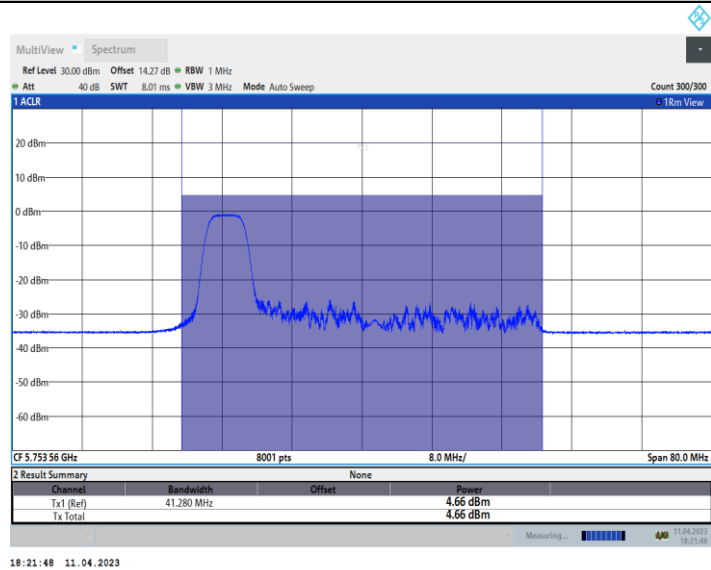 MultiView Spectrum
Ref Level 30.00 dBm Offset 14.27 dB RBW 1 MHz
Att 40 dB SWT 8.01 ms VBW 3 MHz Mode Auto Sweep Count 300/300
1 ACLR 1Rm View
20 dBm
10 dBm
0 dBm
-10 dBm
-20 dBm
-30 dBm
-40 dBm
-50 dBm
-60 dBm
CF 5.753 56 GHz 8001 pts 8.0 MHz/ Span 80.0 MHz
2 Result Summary None
Channel Bandwidth Offset Power
Tx1 (Ref) 41.280 MHz 4.66 dBm
Tx Total 4.66 dBm
Measuring... 11.04.2023
18:21:48
18:21:48 11.04.2023